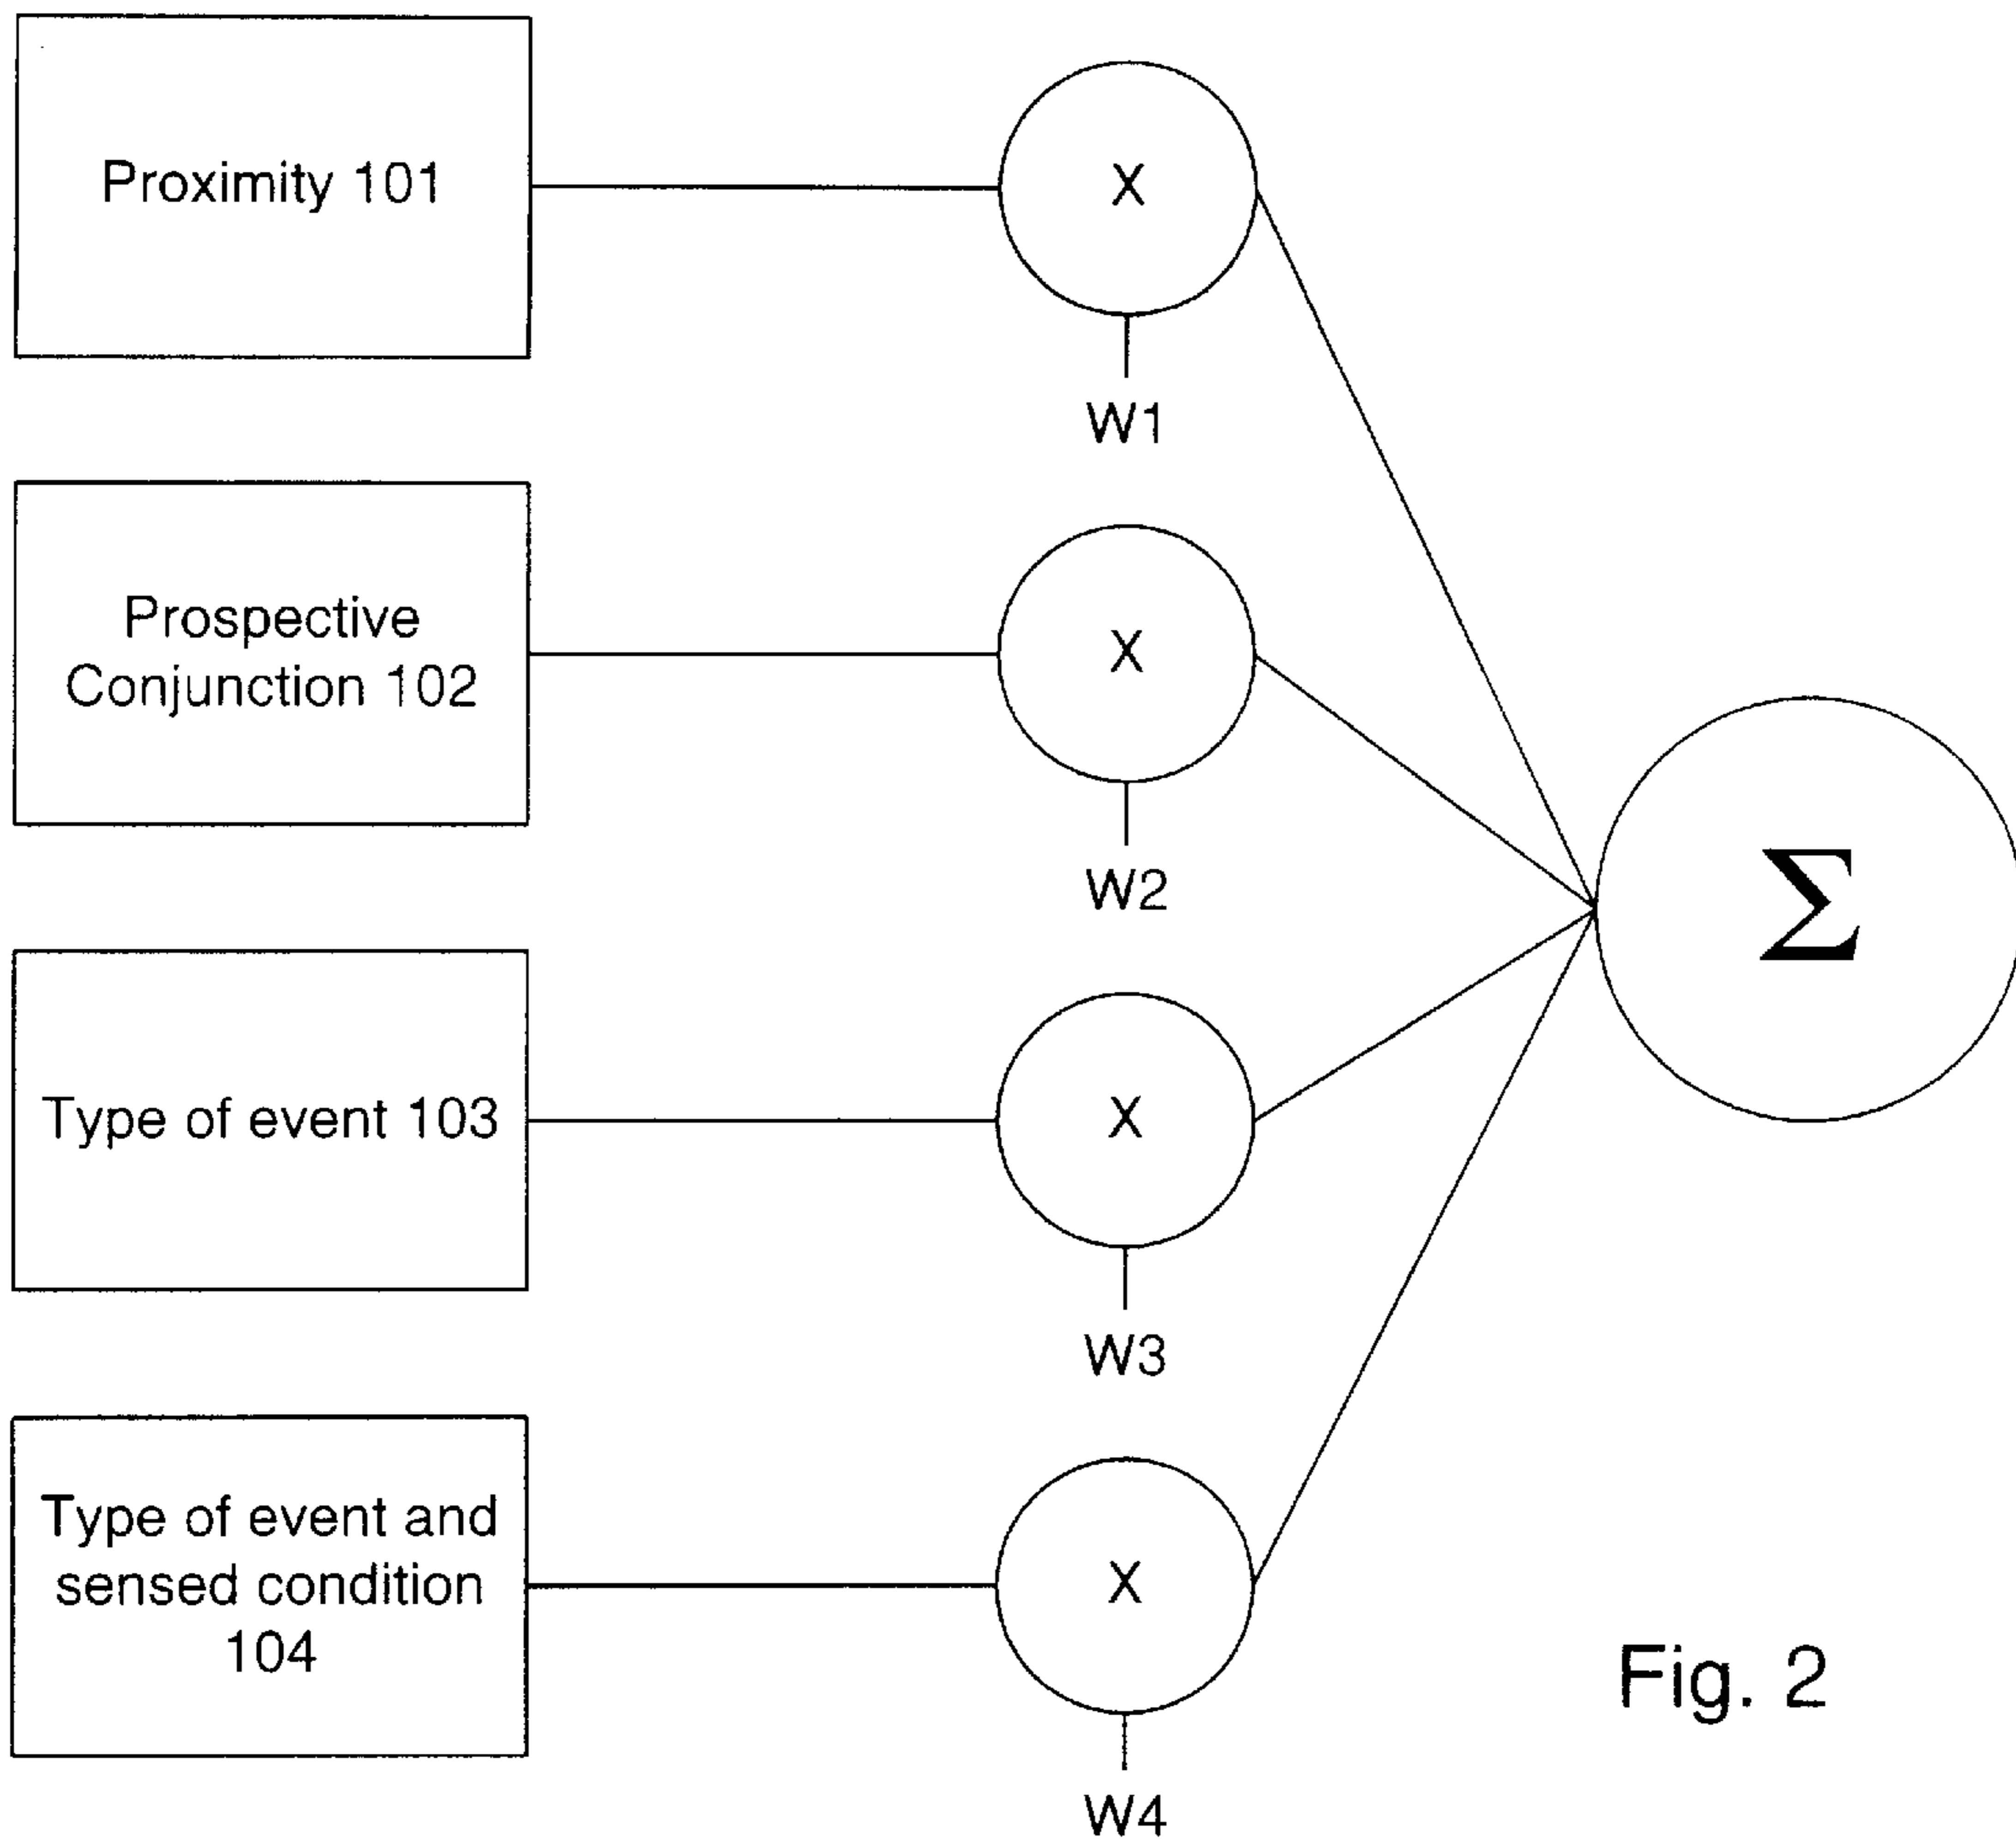 Proximity 101
X
W1
Prospective
Conjunction 102
X
W2
Σ
Type of event 103
X
W3
Type of event and
sensed condition
104
X
W4
Fig. 2